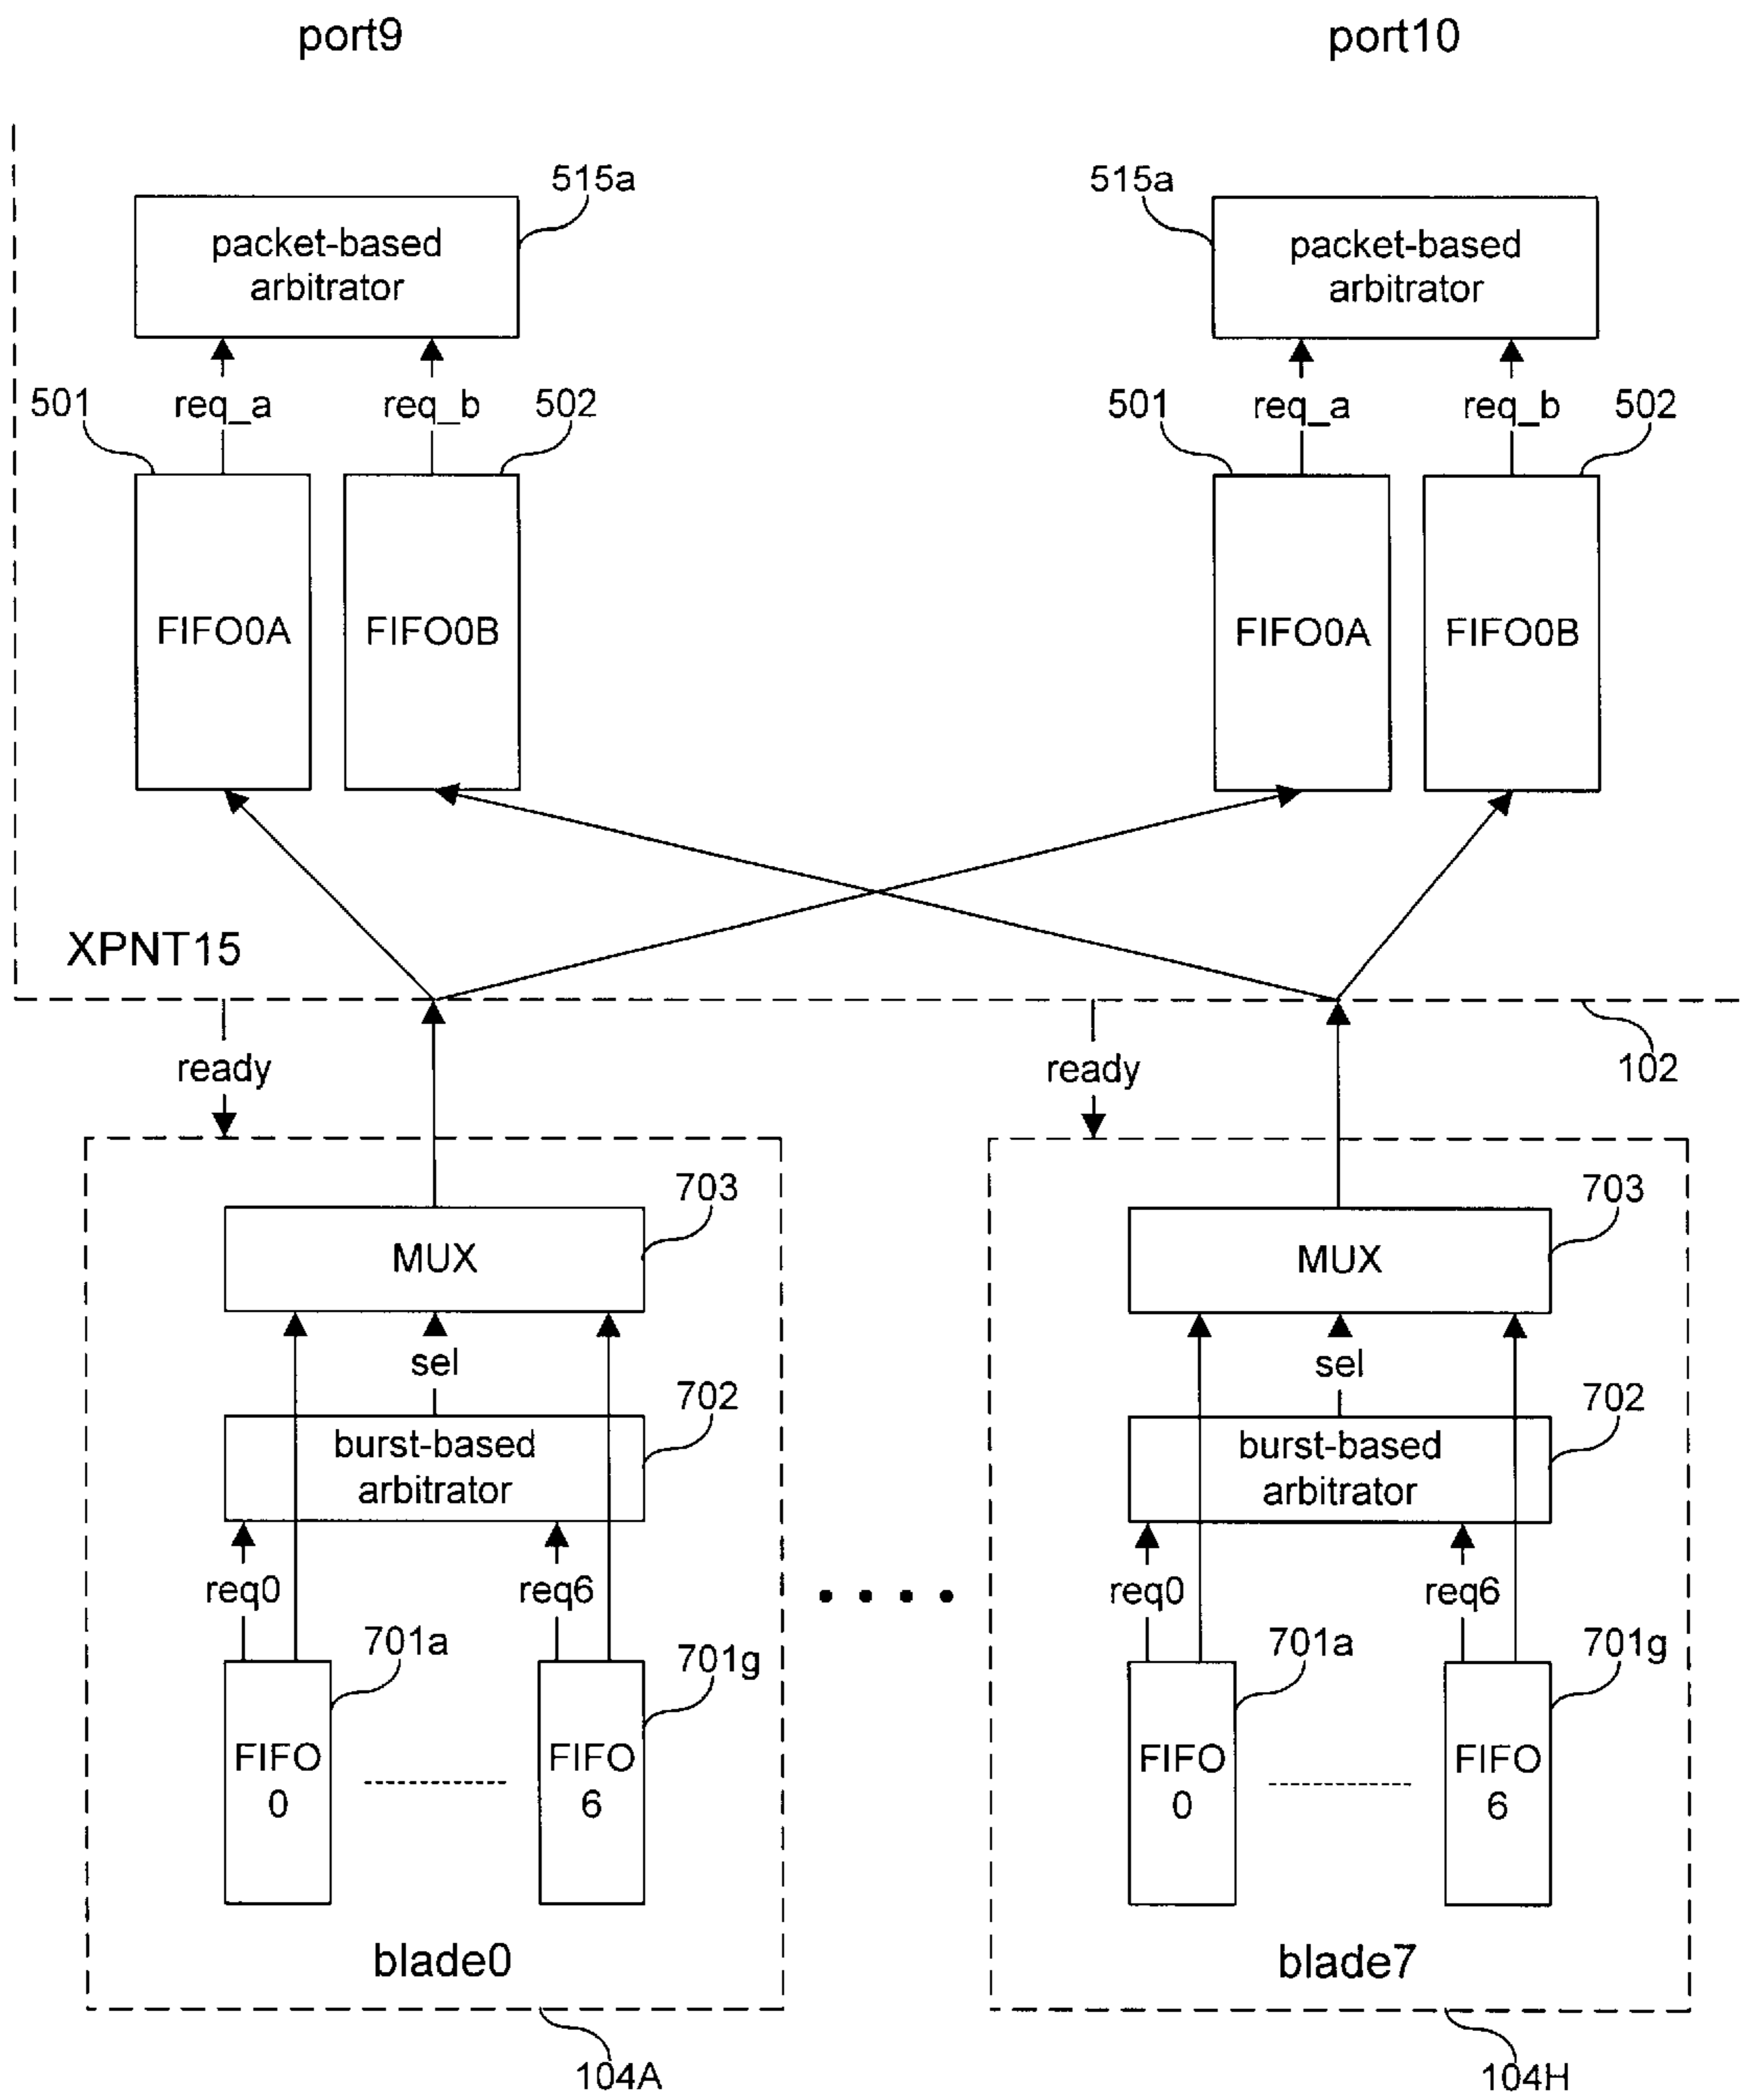 port9 port10
515a 515a
packet-based packet-based
arbitrator arbitrator
501 req_a req_b 502 501 req_a req_b 502
FIFO0A FIFO0B FIFO0A FIFO0B
XPNT15
ready ready 102
703 703
MUX MUX
sel sel
702 702
burst-based burst-based
arbitrator arbitrator
req0 req6 req0 req6
701a 701g 701a 701g
FIFO FIFO FIFO FIFO
0 6 0 6
blade0 blade7
104A 104H